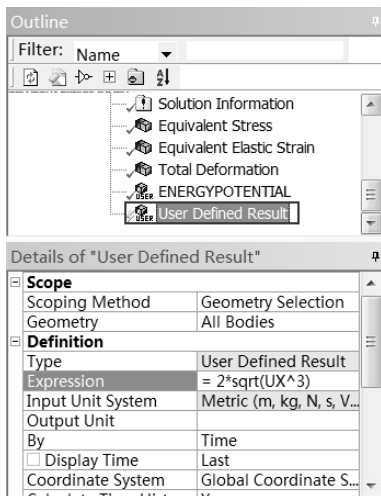 Outline
Filter: Name
Solution Information
Equivalent Stress
Equivalent Elastic Strain
Total Deformation
USER ENERGYPOTENTIAL
USER User Defined Result
Details of "User Defined Result"
Scope
Scoping Method Geometry Selection
Geometry All Bodies
Definition
Type User Defined Result
Expression = 2*sqrt(UX^3)
Input Unit System Metric (m, kg, N, s, V...
Output Unit
By Time
Display Time Last
Coordinate System Global Coordinate S...